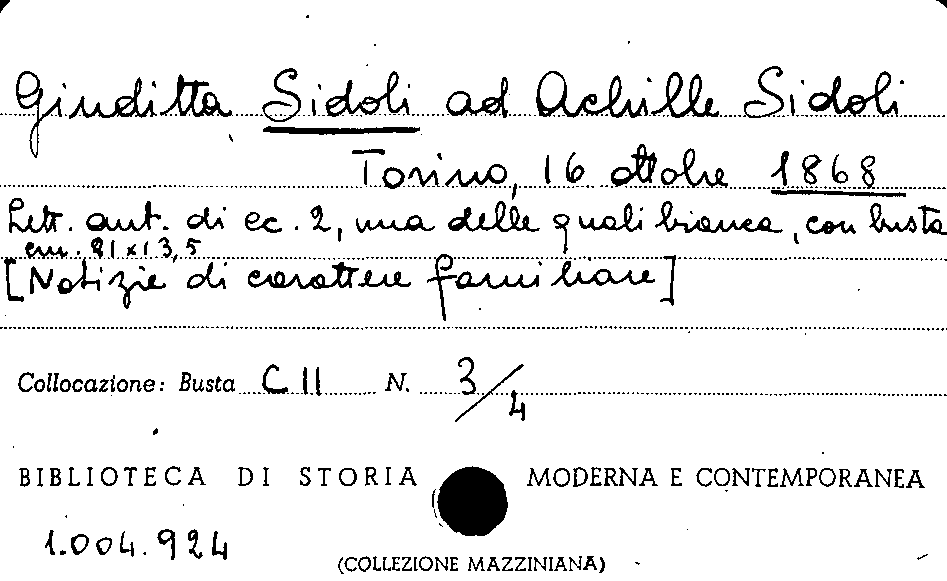 Giuditta Sidoli ad Achille Sidoli
Torino, 16 ottobre 1868
Lett. aut. di cc. 2, una delle quali bianca, con busta
cm. 21x13,5
[Notizie di carattere familiare]
Collocazione: Busta C II N. 3/4
BIBLIOTECA DI STORIA MODERNA E CONTEMPORANEA
1.004.924
(COLLEZIONE MAZZINIANA)